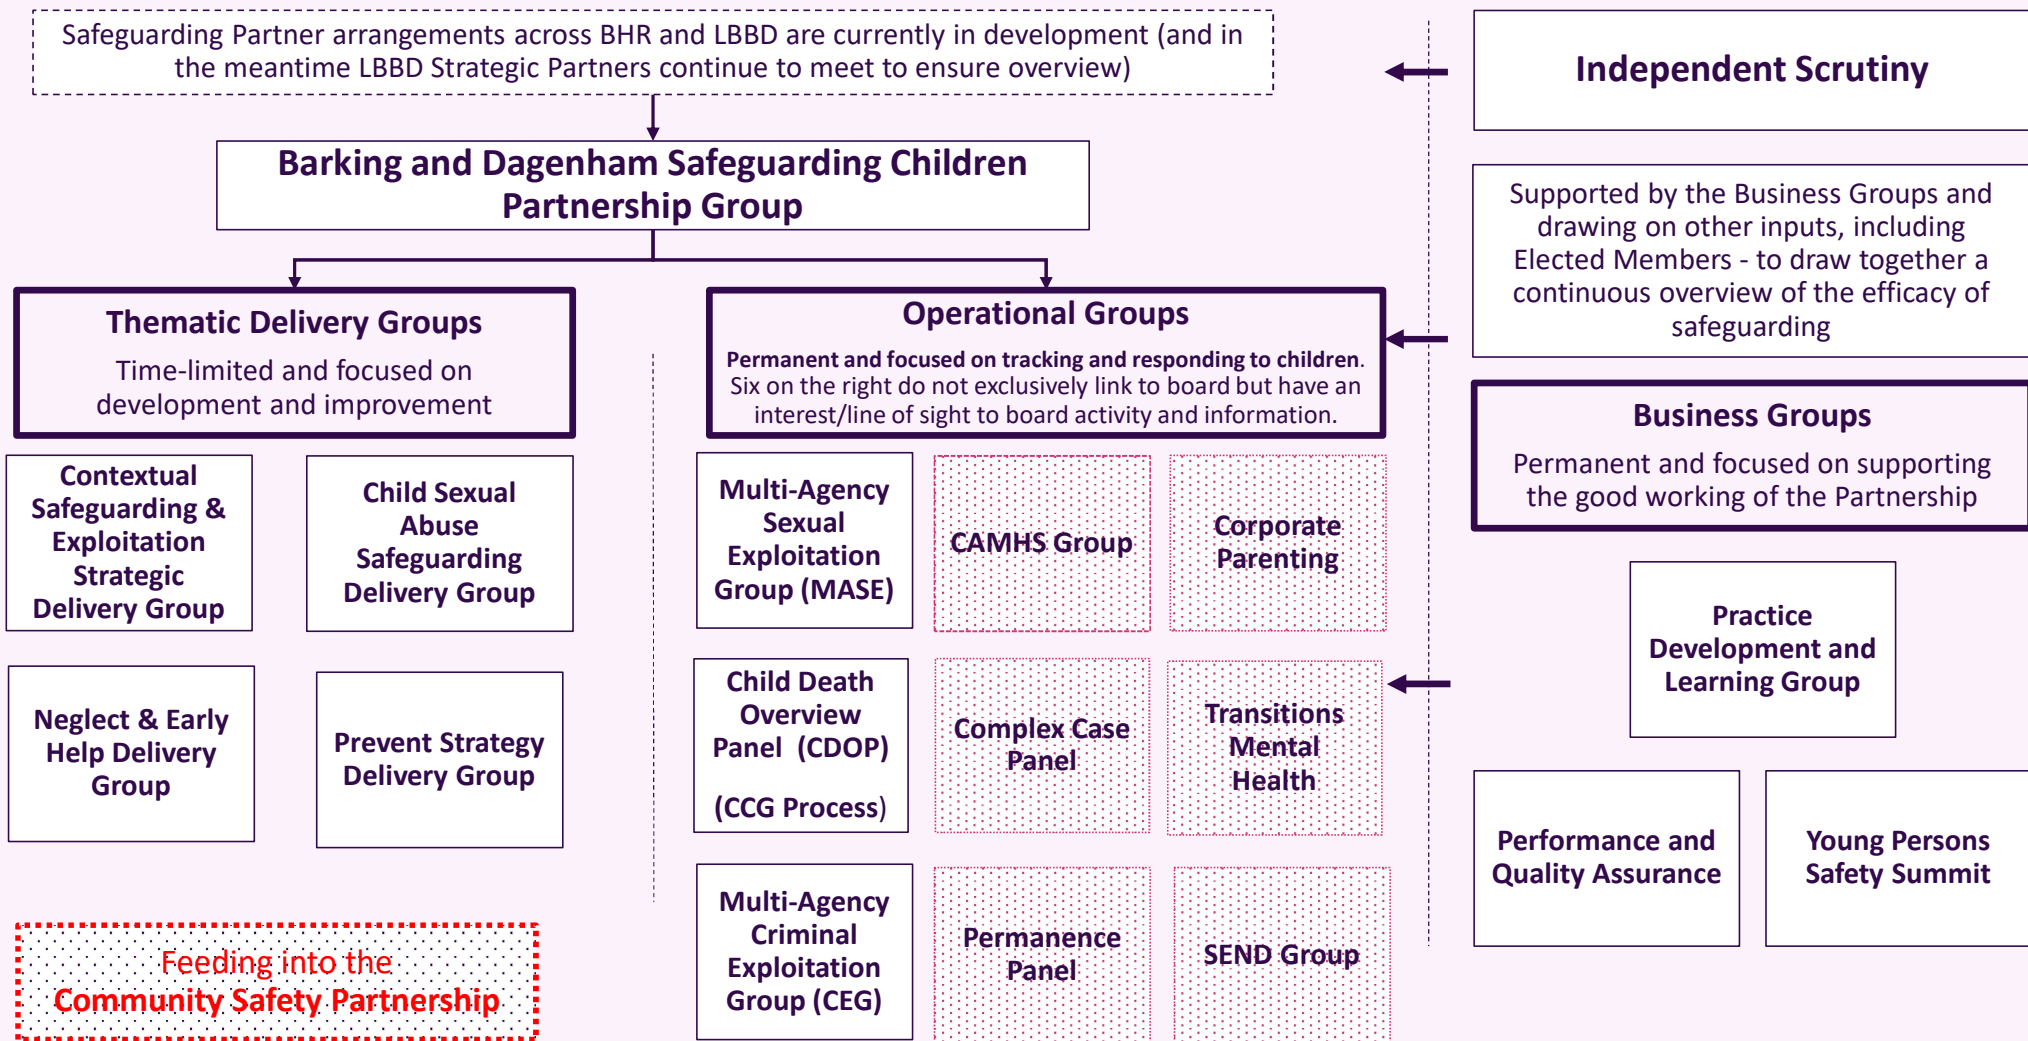 Safeguarding Partner arrangements across BHR and LBBD are currently in development (and in
the meantime LBBD Strategic Partners continue to meet to ensure overview)
Barking and Dagenham Safeguarding Children
Partnership Group
Thematic Delivery Groups
Time-limited and focused on
development and improvement
Contextual
Safeguarding &
Exploitation
Strategic
Delivery Group
Child Sexual
Abuse
Safeguarding
Delivery Group
Neglect & Early
Help Delivery
Group
Prevent Strategy
Delivery Group
Feeding into the
Community Safety Partnership
Operational Groups
Permanent and focused on tracking and responding to children.
Six on the right do not exclusively link to board but have an
interest/line of sight to board activity and information.
Multi-Agency
Sexual
Exploitation
Group (MASE)
CAMHS Group
Corporate
Parenting
Child Death
Overview
Panel (CDOP)
(CCG Process)
Complex Case
Panel
Transitions
Mental
Health
Multi-Agency
Criminal
Exploitation
Group (CEG)
Permanence
Panel
SEND Group
Independent Scrutiny
Supported by the Business Groups and
drawing on other inputs, including
Elected Members - to draw together a
continuous overview of the efficacy of
safeguarding
Business Groups
Permanent and focused on supporting
the good working of the Partnership
Practice
Development and
Learning Group
Performance and
Quality Assurance
Young Persons
Safety Summit